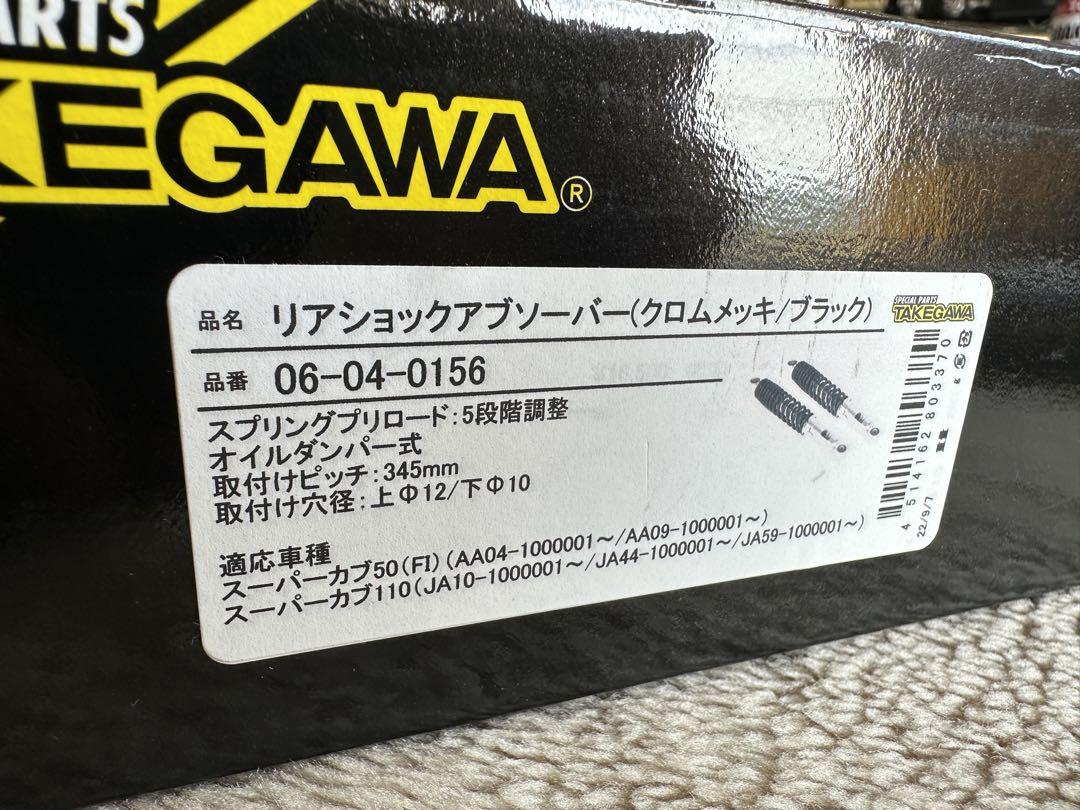 ARTS
KEGAWA®
品名 リアショックアブソーバー(クロムメッキ/ブラック)
SPECIAL PARTS
TAKEGAWA
品番 06-04-0156
スプリングプリロード:5段階調整
オイルダンパー式
取付けピッチ:345mm
取付け穴径:上Φ12/下Φ10
適応車種
スーパーカブ50(FI)(AA04-1000001~/AA09-1000001~)
スーパーカブ110(JA10-1000001~/JA44-1000001~/JA59-1000001~)
4 514162 803370
22/9/7